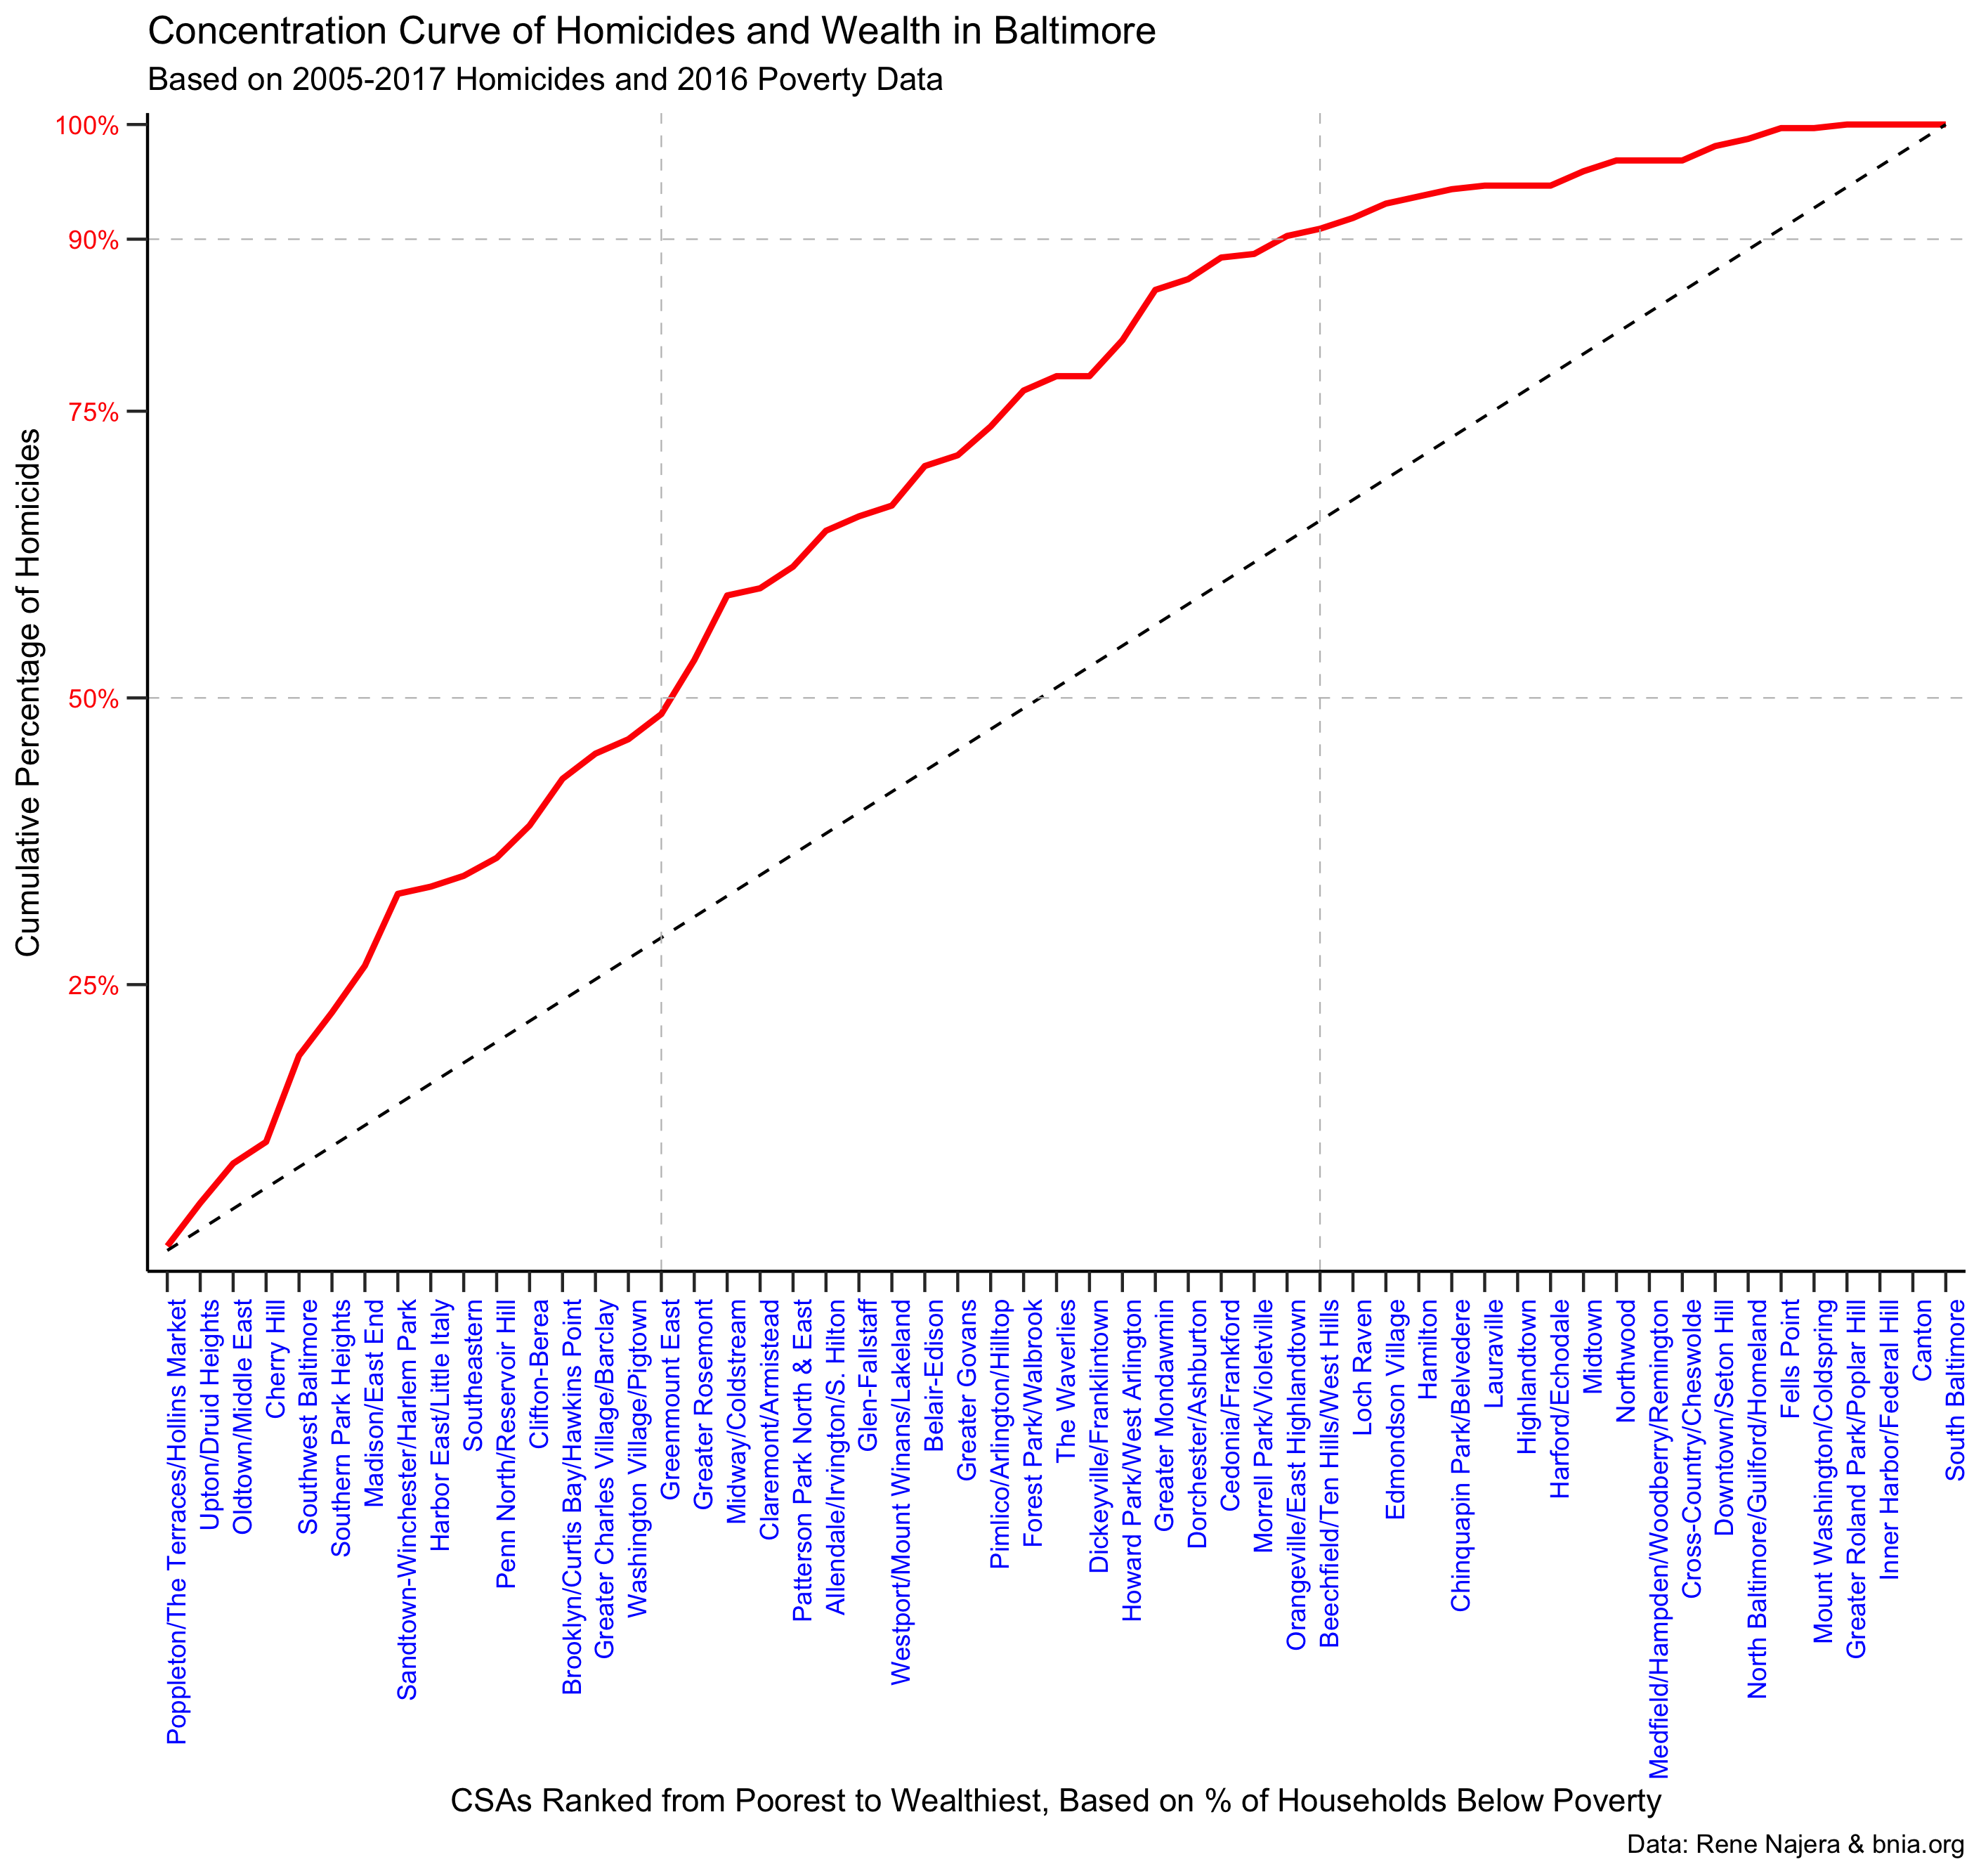 Concentration Curve of Homicides and Wealth in Baltimore
Based on 2005-2017 Homicides and 2016 Poverty Data
Cumulative Percentage of Homicides
100%
90%
75%
50%
25%
Poppleton/The Terraces/Hollins Market
Upton/Druid Heights
Oldtown/Middle East
Cherry Hill
Southwest Baltimore
Southern Park Heights
Madison/East End
Sandtown-Winchester/Harlem Park
Harbor East/Little Italy
Southeastern
Penn North/Reservoir Hill
Clifton-Berea
Brooklyn/Curtis Bay/Hawkins Point
Greater Charles Village/Barclay
Washington Village/Pigtown
Greenmount East
Greater Rosemont
Midway/Coldstream
Claremont/Armistead
Patterson Park North & East
Allendale/Irvington/S. Hilton
Glen-Fallstaff
Westport/Mount Winans/Lakeland
Belair-Edison
Greater Govans
Pimlico/Arlington/Hilltop
Forest Park/Walbrook
The Waverlies
Dickeyville/Franklintown
Howard Park/West Arlington
Greater Mondawmin
Dorchester/Ashburton
Cedonia/Frankford
Morrell Park/Violetville
Orangeville/East Highlandtown
Beechfield/Ten Hills/West Hills
Loch Raven
Edmondson Village
Hamilton
Chinquapin Park/Belvedere
Lauraville
Highlandtown
Harford/Echodale
Midtown
Northwood
Medfield/Hampden/Woodberry/Remington
Cross-Country/Cheswolde
Downtown/Seton Hill
North Baltimore/Guilford/Homeland
Fells Point
Mount Washington/Coldspring
Greater Roland Park/Poplar Hill
Inner Harbor/Federal Hill
Canton
South Baltimore
CSAs Ranked from Poorest to Wealthiest, Based on % of Households Below Poverty
Data: Rene Najera & bnia.org